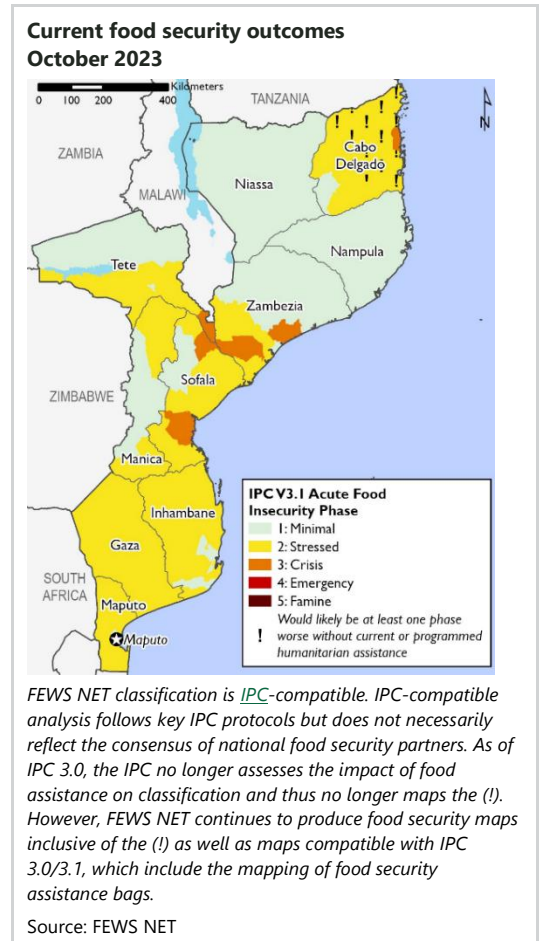 Current food security outcomes
October 2023
Kilometers
0 100 200 400
TANZANIA
ZAMBIA
MALAWI
Cabo
Delgado
Niassa
Nampula
Tete
Zambezia
ZIMBABWE
Sofala
Manica
Inhambane
Gaza
SOUTH
AFRICA
Maputo
Maputo
N
IPC V3.1 Acute Food
Insecurity Phase
1: Minimal
2: Stressed
3: Crisis
4: Emergency
5: Famine
! Would likely be at least one phase
worse without current or programmed
humanitarian assistance
FEWS NET classification is IPC-compatible. IPC-compatible
analysis follows key IPC protocols but does not necessarily
reflect the consensus of national food security partners. As of
IPC 3.0, the IPC no longer assesses the impact of food
assistance on classification and thus no longer maps the (!).
However, FEWS NET continues to produce food security maps
inclusive of the (!) as well as maps compatible with IPC
3.0/3.1, which include the mapping of food security
assistance bags.
Source: FEWS NET